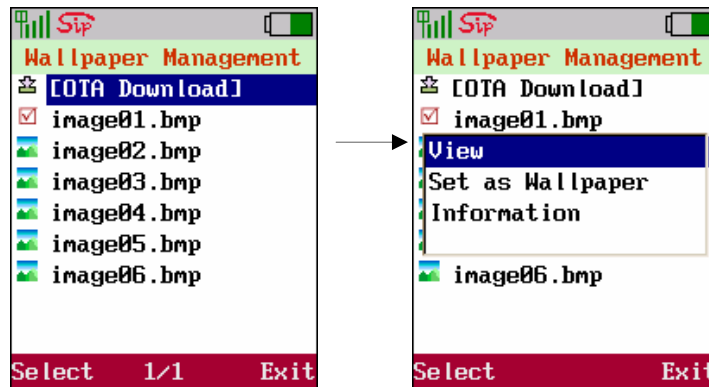 Sip
Wallpaper Management
[OTA Download]
image01.bmp
image02.bmp
image03.bmp
image04.bmp
image05.bmp
image06.bmp
Select 1/1 Exit
Sip
Wallpaper Management
[OTA Download]
image01.bmp
View
Set as Wallpaper
Information
image06.bmp
Select Exit